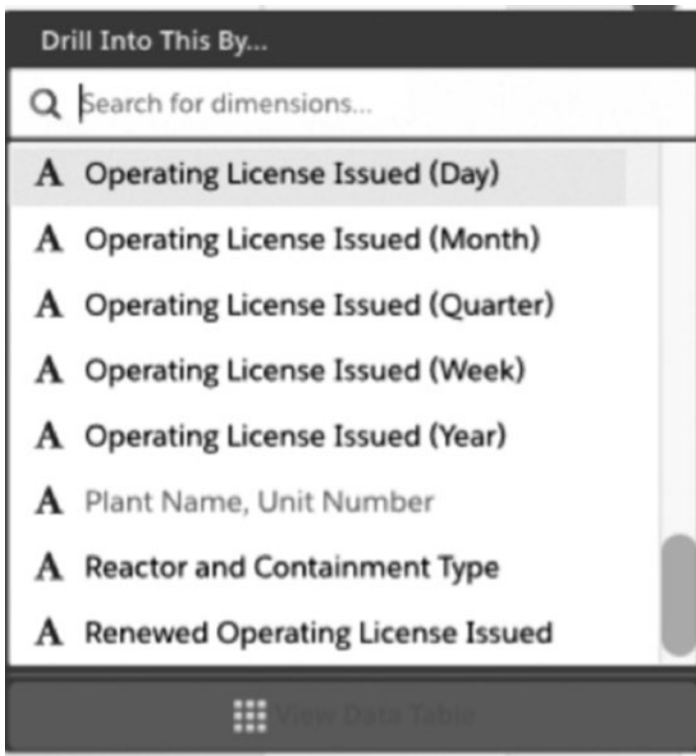 Drill Into This By...
Search for dimensions...
A Operating License Issued (Day)
A Operating License Issued (Month)
A Operating License Issued (Quarter)
A Operating License Issued (Week)
A Operating License Issued (Year)
A Plant Name, Unit Number
A Reactor and Containment Type
A Renewed Operating License Issued
View Data Table